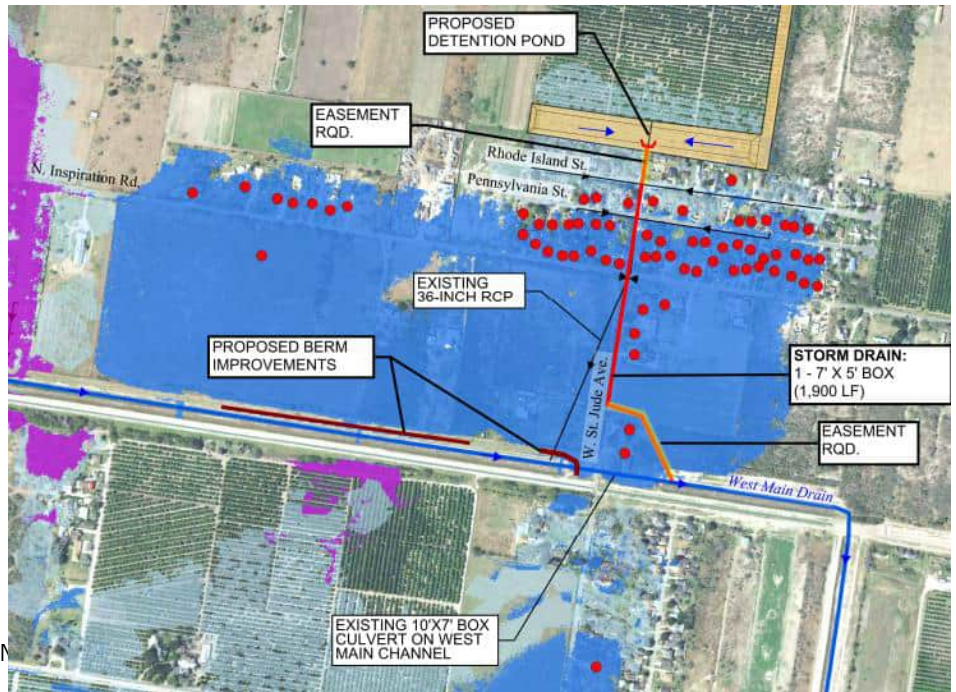 PROPOSED
DETENTION POND
EASEMENT
RQD.
Rhode Island St.
N. Inspiration Rd.
Pennsylvania St.
EXISTING
36-INCH RCP
PROPOSED BERM
IMPROVEMENTS
STORM DRAIN:
1 - 7' X 5' BOX
(1,900 LF)
W. St. Jude Ave.
EASEMENT
RQD.
West Main Drain
EXISTING 10'X7' BOX
CULVERT ON WEST
MAIN CHANNEL